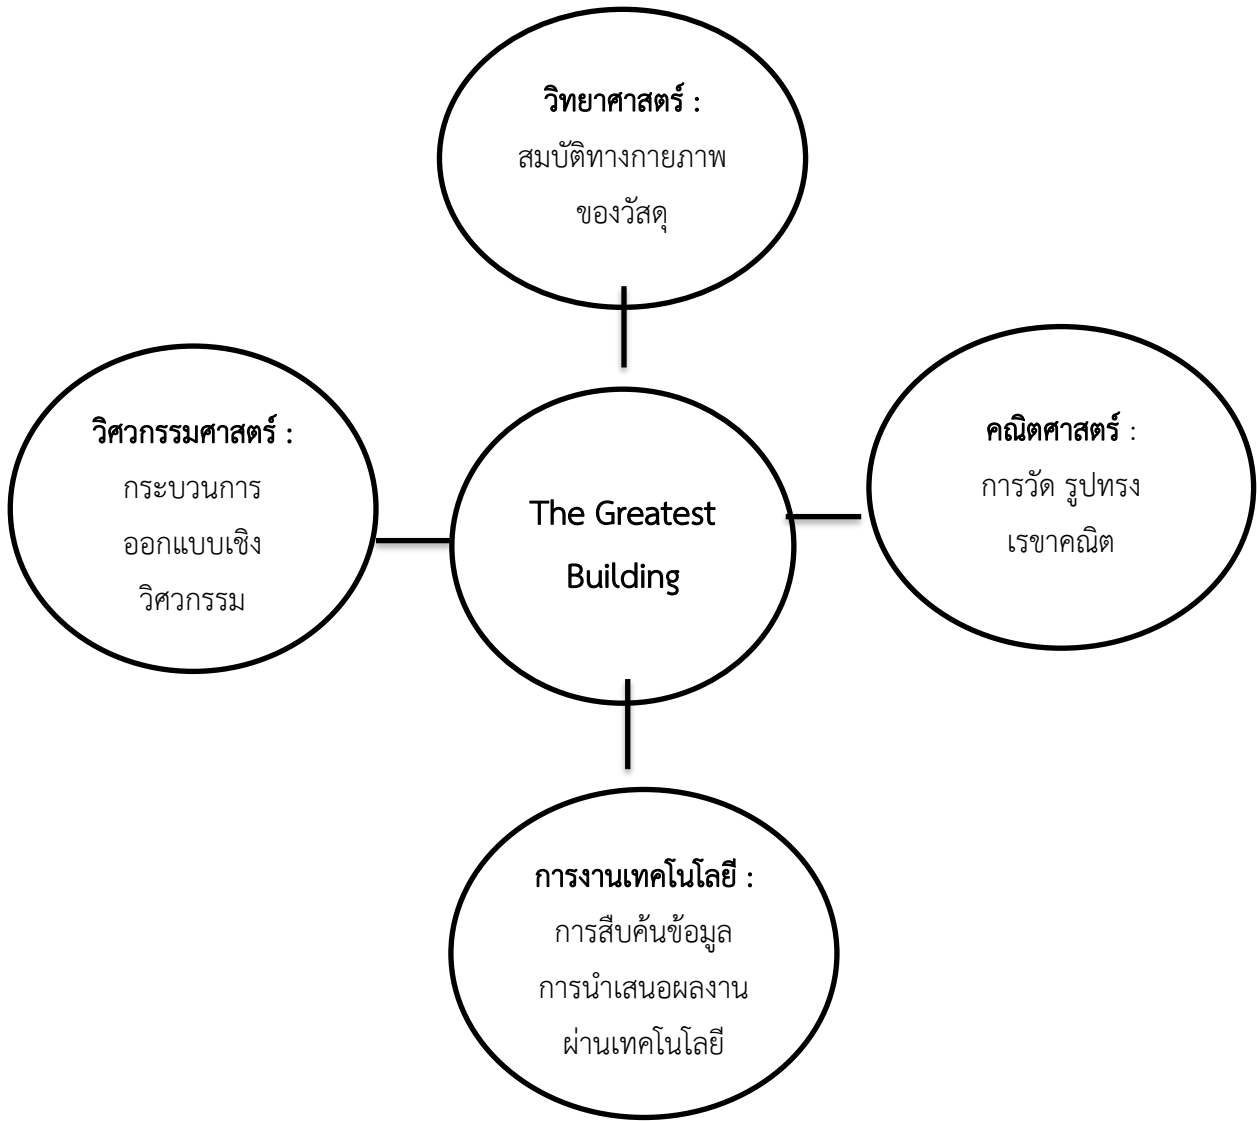 วิทยาศาสตร์ :
สมบัติทางกายภาพ
ของวัสดุ
วิศวกรรมศาสตร์ :
กระบวนการ
ออกแบบเชิง
วิศวกรรม
The Greatest
Building
คณิตศาสตร์ :
การวัด รูปทรง
เรขาคณิต
การงานเทคโนโลยี :
การสืบค้นข้อมูล
การนำเสนอผลงาน
ผ่านเทคโนโลยี